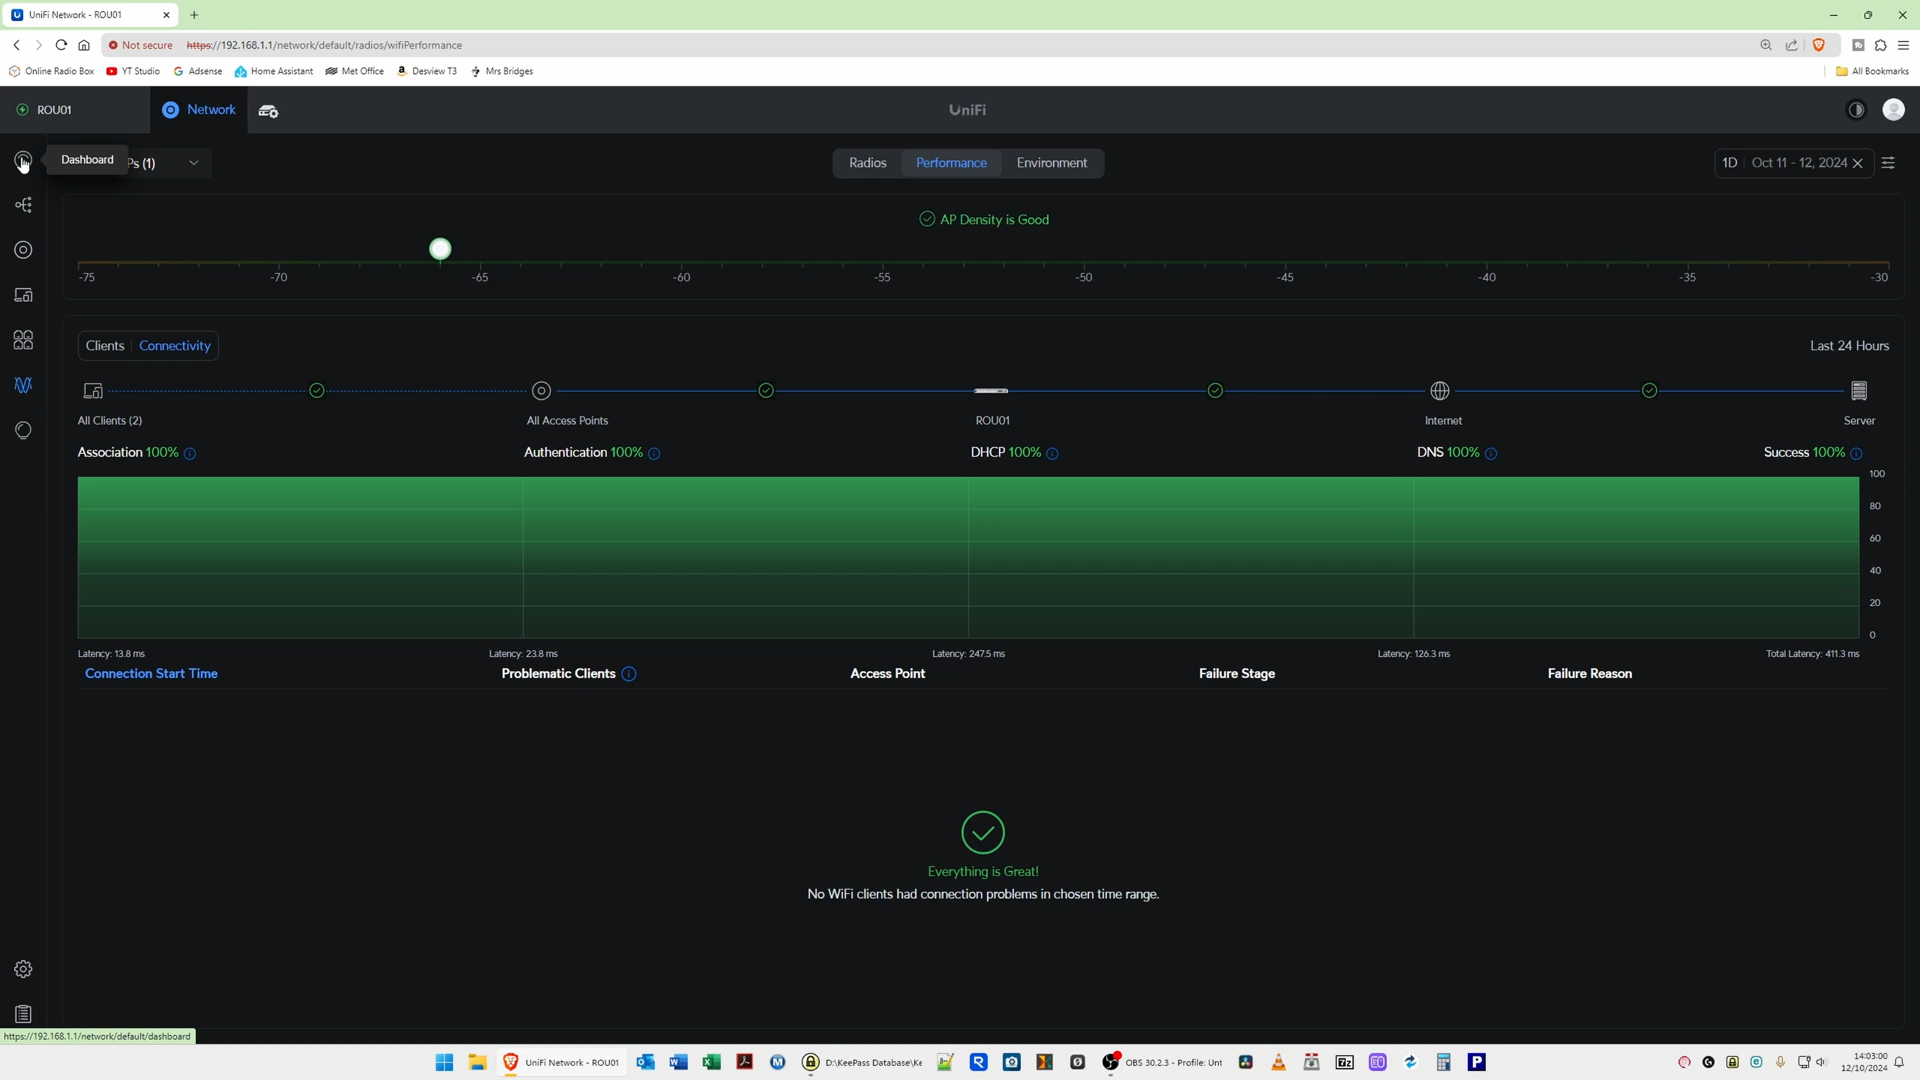 UniFi Network - ROU01
Not secure https://192.168.1.1/network/default/radios/wifiPerformance
Online Radio Box YT Studio Adsense Home Assistant Met Office Desview T3 Mrs Bridges All Bookmarks
ROU01 Network UniFi
Dashboard Ps (1) Radios Performance Environment 1D Oct 11 - 12, 2024
AP Density is Good
-75 -70 -65 -60 -55 -50 -45 -40 -35 -30
Clients Connectivity Last 24 Hours
All Clients (2) All Access Points ROU01 Internet Server
Association 100% Authentication 100% DHCP 100% DNS 100% Success 100%
100
80
60
40
20
0
Latency: 13.8 ms Latency: 23.8 ms Latency: 247.5 ms Latency: 126.3 ms Total Latency: 411.3 ms
Connection Start Time Problematic Clients Access Point Failure Stage Failure Reason
Everything is Great!
No WiFi clients had connection problems in chosen time range.
https://192.168.1.1/network/default/dashboard
UniFi Network - ROU01 D:\KeePass Database\Ke OBS 30.2.3 - Profile: Unt
14:03:00
12/10/2024